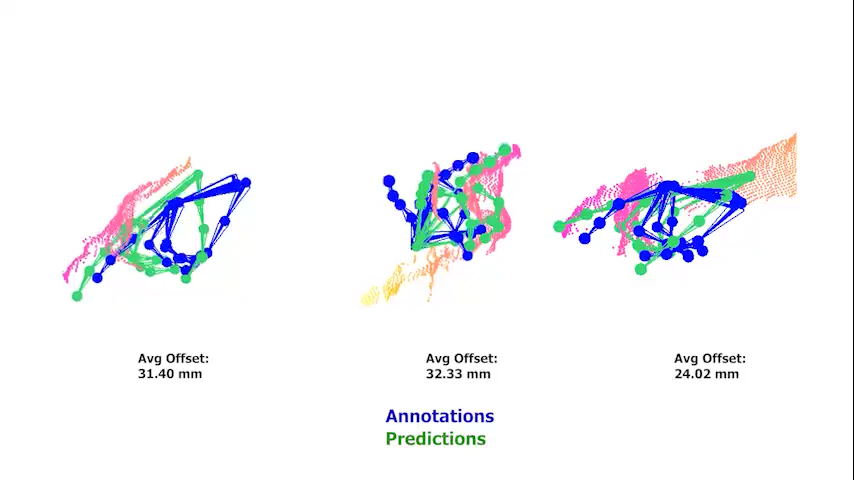 Avg Offset:
31.40 mm
Avg Offset:
32.33 mm
Avg Offset:
24.02 mm
Annotations
Predictions